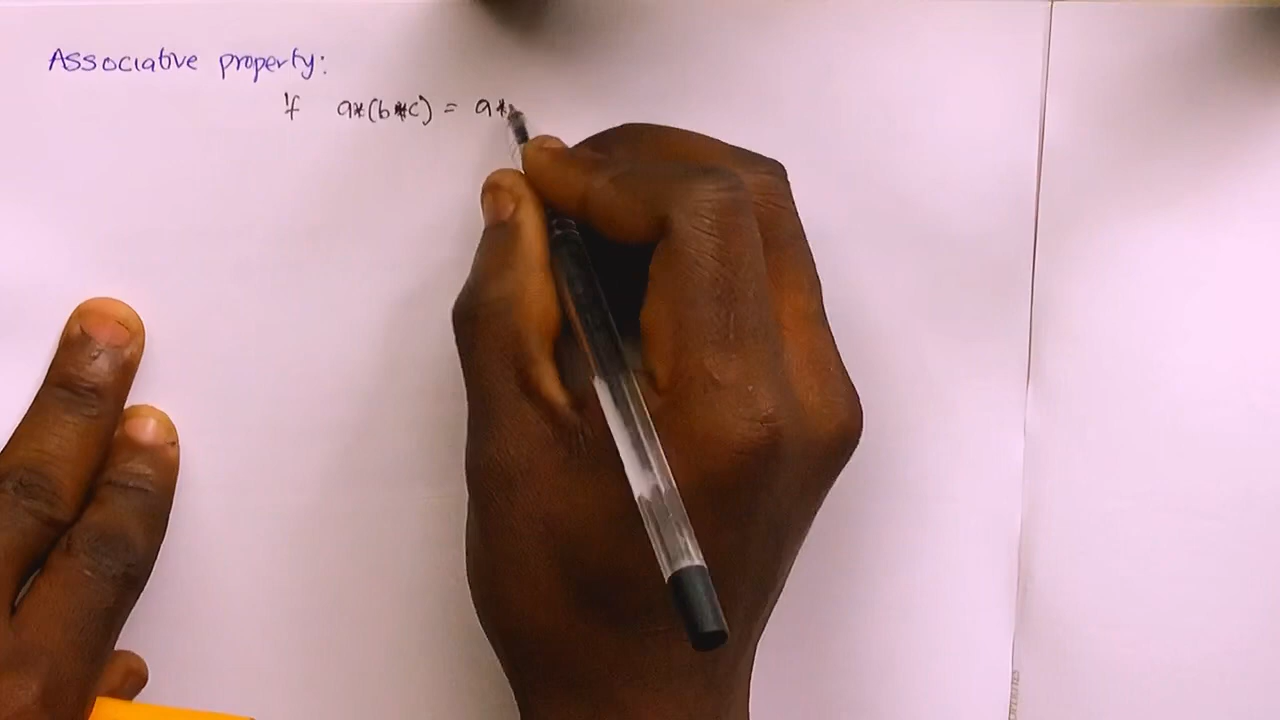 Associative property:
If a*(b*c) = a*